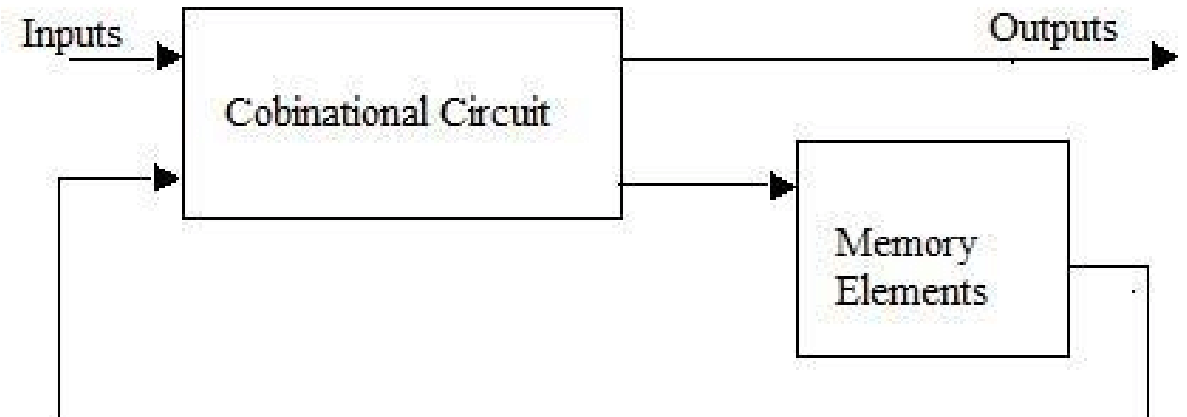 Inputs
Outputs
Cobinational Circuit
Memory
Elements